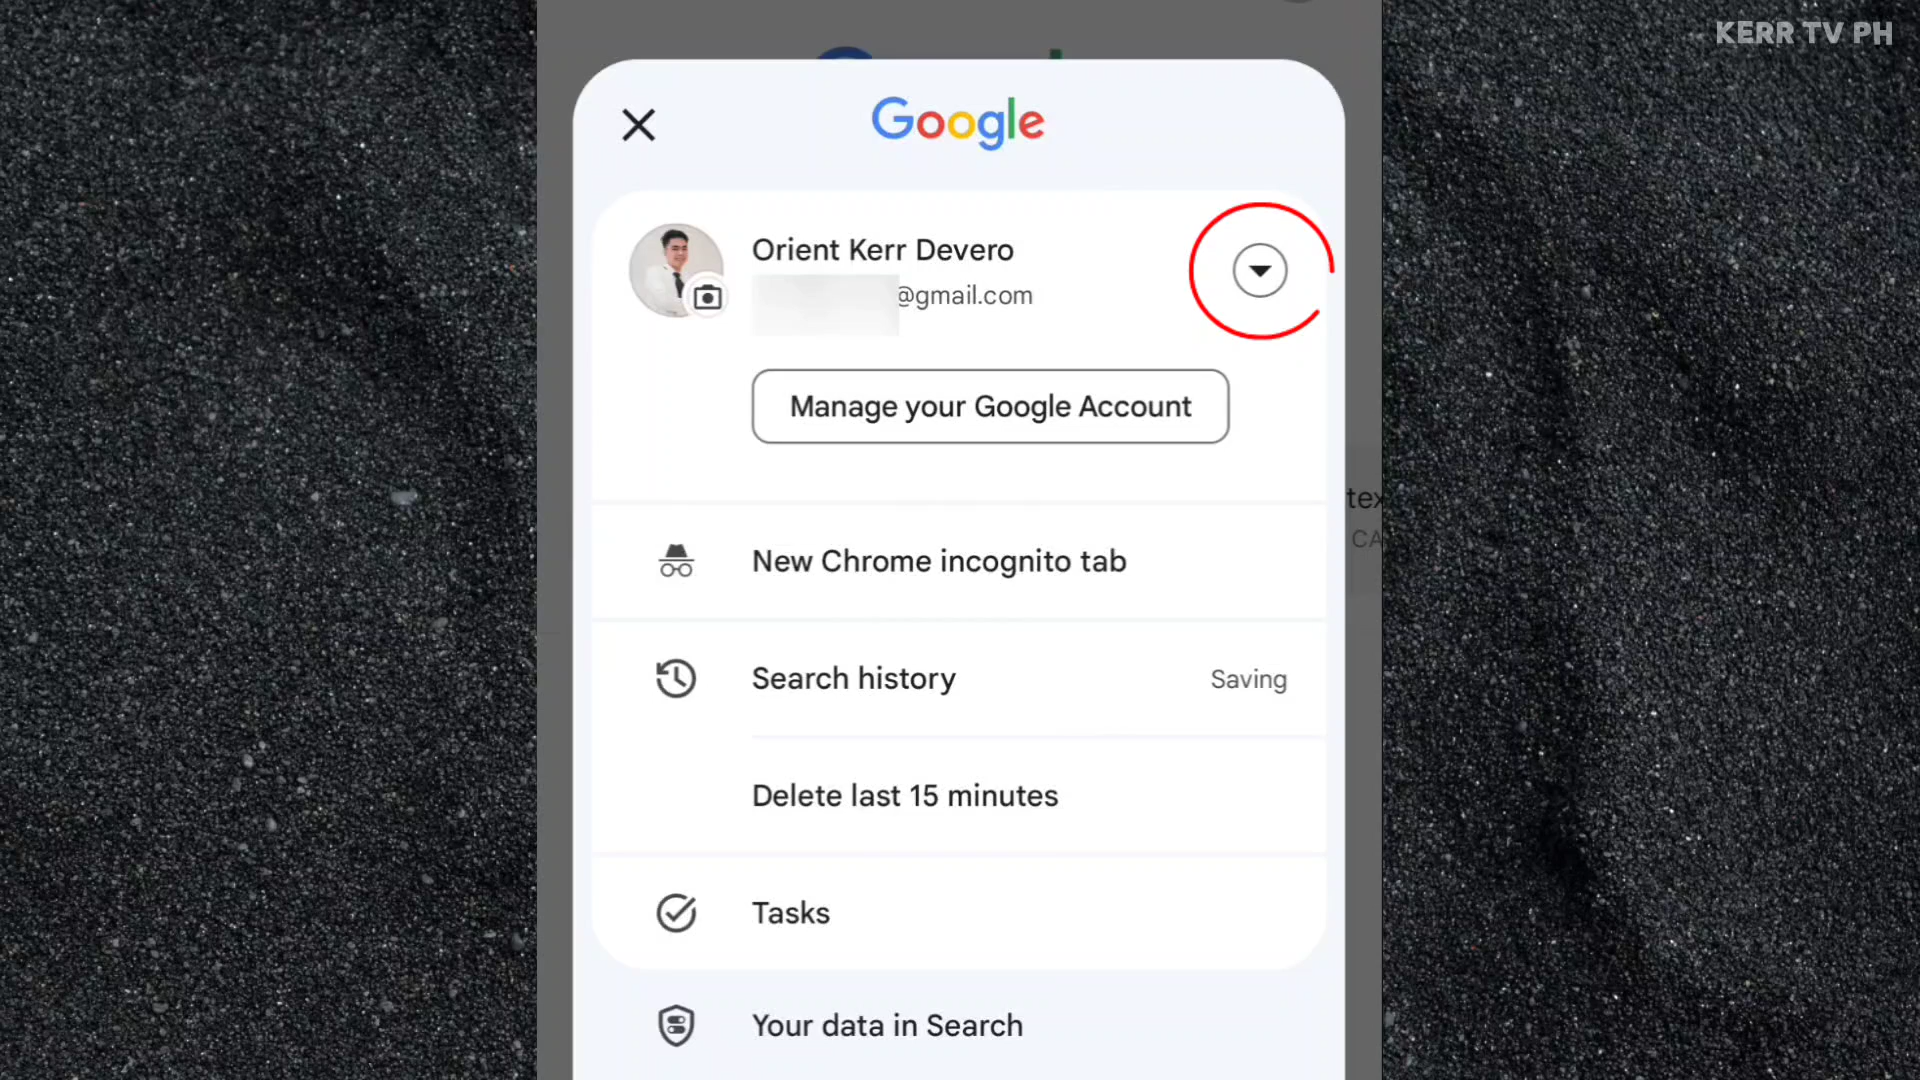 KERR TV PH
Google
Orient Kerr Devero
@gmail.com
Manage your Google Account
New Chrome incognito tab
Search history
Saving
Delete last 15 minutes
Tasks
Your data in Search